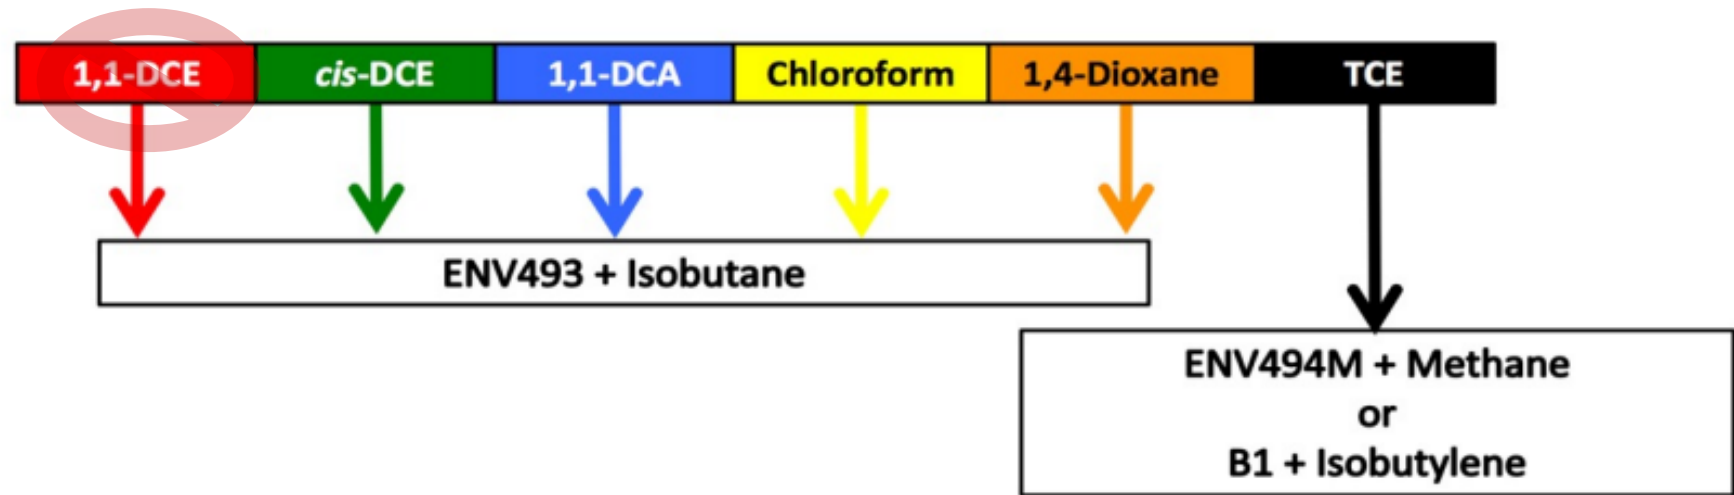 1,1-DCE cis-DCE 1,1-DCA Chloroform 1,4-Dioxane TCE
ENV493 + Isobutane
ENV494M + Methane
or
B1 + Isobutylene